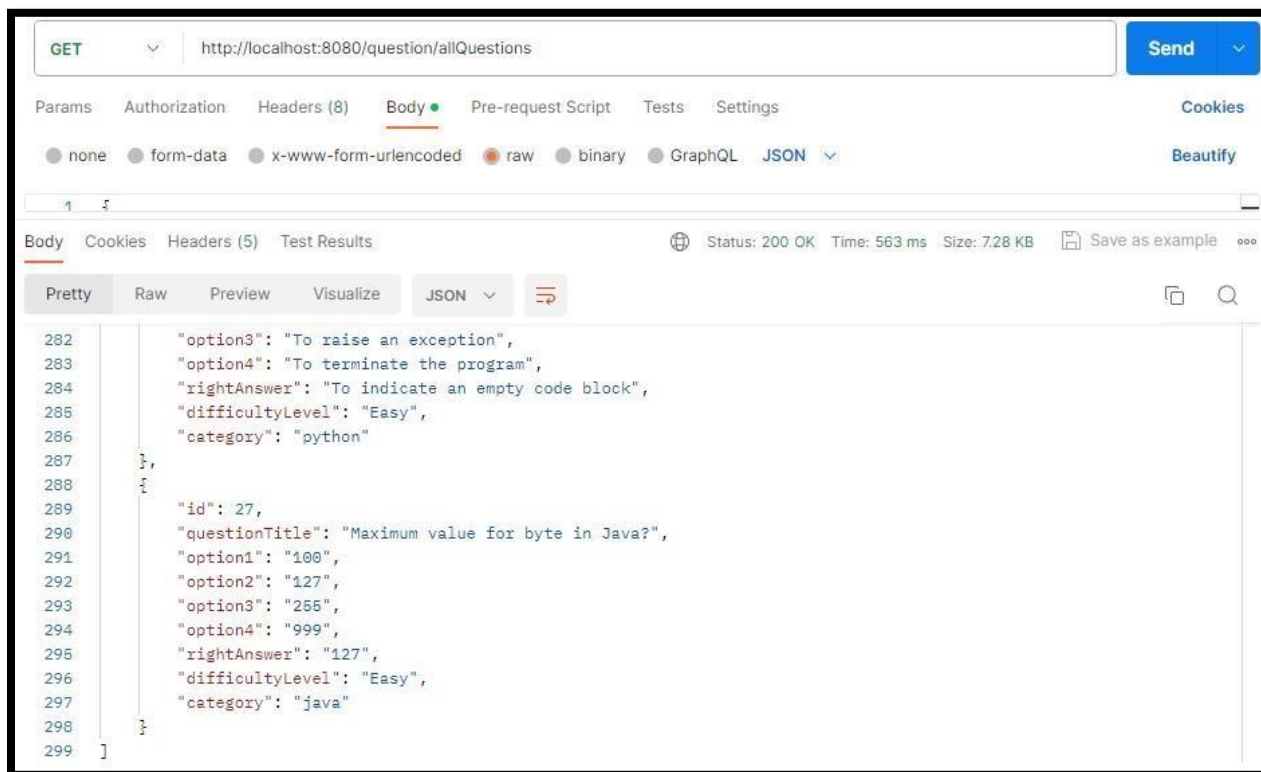 GET http://localhost:8080/question/allQuestions Send
Params Authorization Headers (8) Body Pre-request Script Tests Settings Cookies
none form-data x-www-form-urlencoded raw binary GraphQL JSON Beautify
1 {
Body Cookies Headers (5) Test Results Status: 200 OK Time: 563 ms Size: 7.28 KB Save as example
Pretty Raw Preview Visualize JSON
282 "option3": "To raise an exception",
283 "option4": "To terminate the program",
284 "rightAnswer": "To indicate an empty code block",
285 "difficultyLevel": "Easy",
286 "category": "python"
287 },
288 {
289 "id": 27,
290 "questionTitle": "Maximum value for byte in Java?",
291 "option1": "100",
292 "option2": "127",
293 "option3": "255",
294 "option4": "999",
295 "rightAnswer": "127",
296 "difficultyLevel": "Easy",
297 "category": "java"
298 }
299 ]